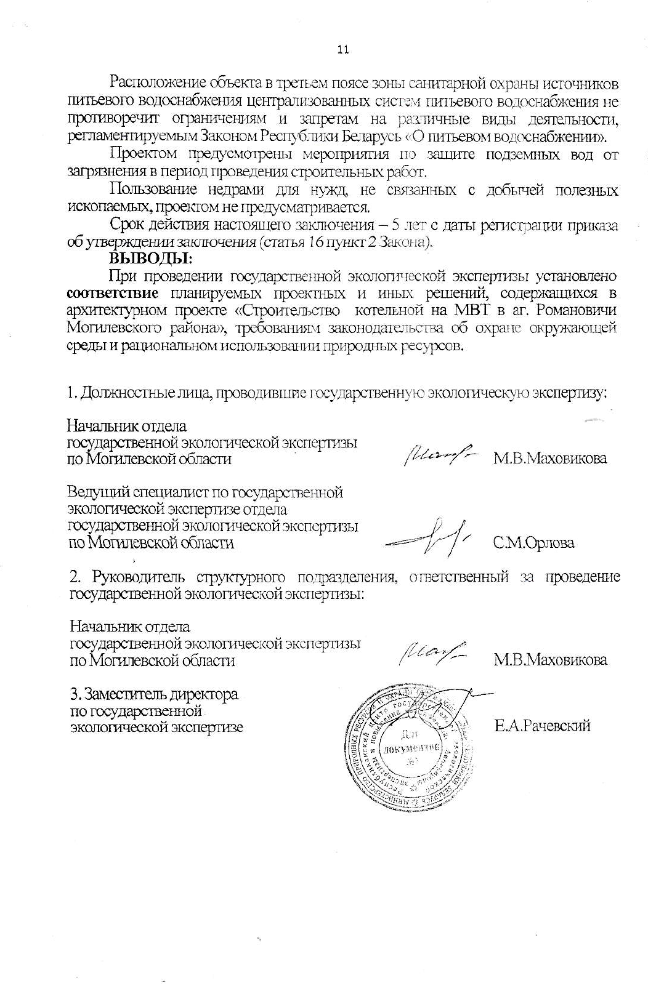 11
Расположение объекта в третьем поясе зоны санитарной охраны источников
питьевого водоснабжения централизованных систем питьевого водоснабжения не
противоречит ограничениям и запретам на различные виды деятельности,
регламентируемым Законом Республики Беларусь «О питьевом водоснабжении».
Проектом предусмотрены мероприятия по защите подземных вод от
загрязнения в период проведения строительных работ.
Пользование недрами для нужд, не связанных с добычей полезных
ископаемых, проектом не предусматривается.
Срок действия настоящего заключения – 5 лет с даты регистрации приказа
об утверждении заключения (статья 16 пункт 2 Закона).
ВЫВОДЫ:
При проведении государственной экологической экспертизы установлено
соответствие планируемых проектных и иных решений, содержащихся в
архитектурном проекте «Строительство котельной на МВТ в аг. Романовичи
Могилевского района», требованиям законодательства об охране окружающей
среды и рациональном использовании природных ресурсов.
1. Должностные лица, проводившие государственную экологическую экспертизу:
Начальник отдела
государственной экологической экспертизы
по Могилевской области М.В.Маховикова
Ведущий специалист по государственной
экологической экспертизе отдела
государственной экологической экспертизы
по Могилевской области С.М.Орлова
2. Руководитель структурного подразделения, ответственный за проведение
государственной экологической экспертизы:
Начальник отдела
государственной экологической экспертизы
по Могилевской области М.В.Маховикова
3. Заместитель директора
по государственной
экологической экспертизе Е.А.Рачевский
Для
документов